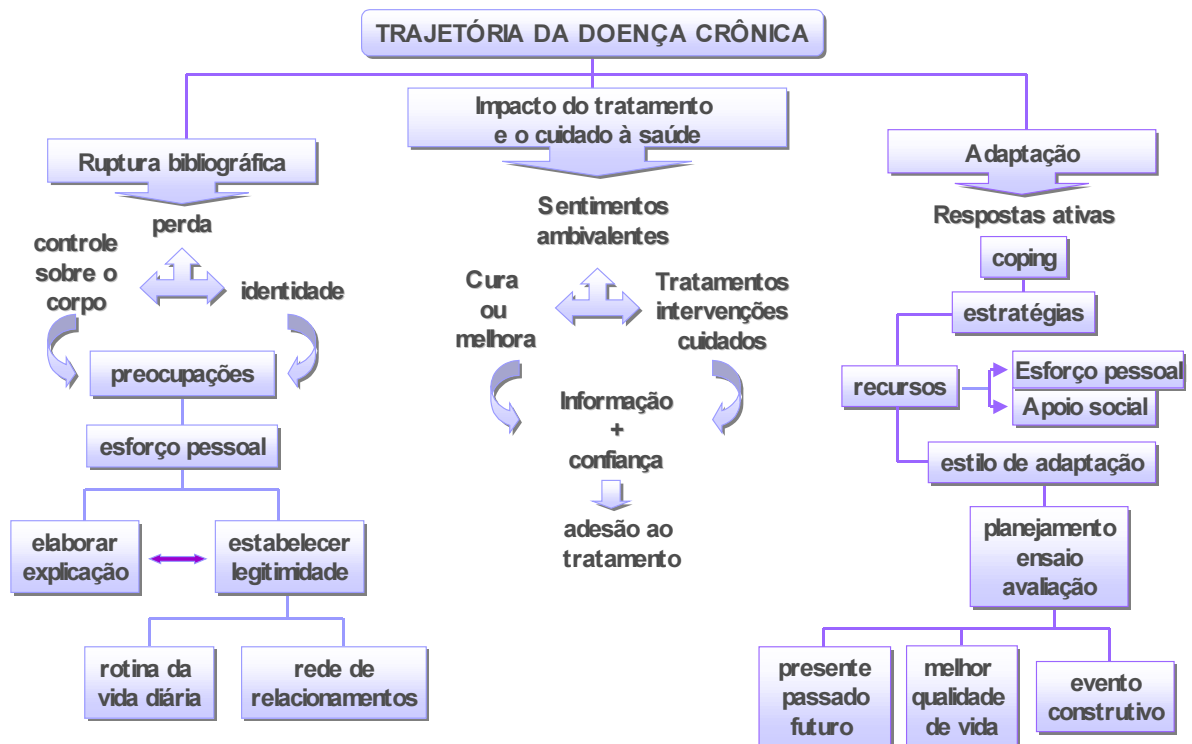 TRAJETÓRIA DA DOENÇA CRÔNICA
Ruptura bibliográfica
perda
controle
sobre o
corpo
identidade
preocupações
esforço pessoal
elaborar
explicação
estabelecer
legitimidade
rotina da
vida diária
rede de
relacionamentos
Impacto do tratamento
e o cuidado à saúde
Sentimentos
ambivalentes
Cura
ou
melhora
Tratamentos
intervenções
cuidados
Informação
+
confiança
adesão ao
tratamento
Adaptação
Respostas ativas
coping
estratégias
recursos
Esforço pessoal
Apoio social
estilo de adaptação
planejamento
ensaio
avaliação
presente
passado
futuro
melhor
qualidade
de vida
evento
construtivo